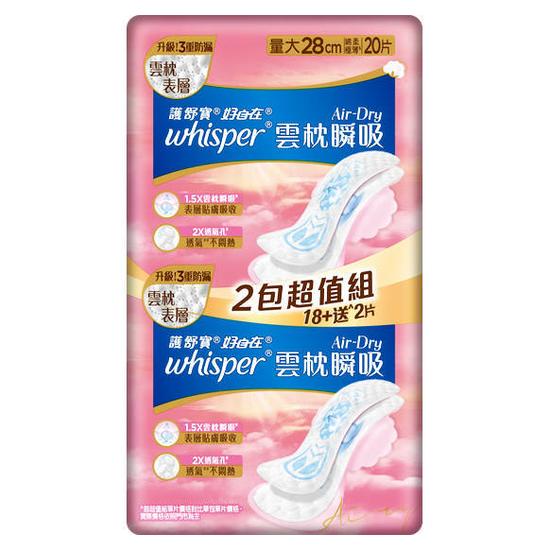 升級!3重防漏
雲枕
表層
量大28cm 綿柔極薄 20片
護舒寶® 好自在® Air-Dry
whisper® 雲枕瞬吸
1.5X雲枕瞬吸
表層貼膚吸收
2X透氣孔
透氣 不悶熱
升級!3重防漏
雲枕
表層
2包超值組
18+送^2片
護舒寶® 好自在® Air-Dry
whisper® 雲枕瞬吸
1.5X雲枕瞬吸
表層貼膚吸收
2X透氣孔
透氣 不悶熱